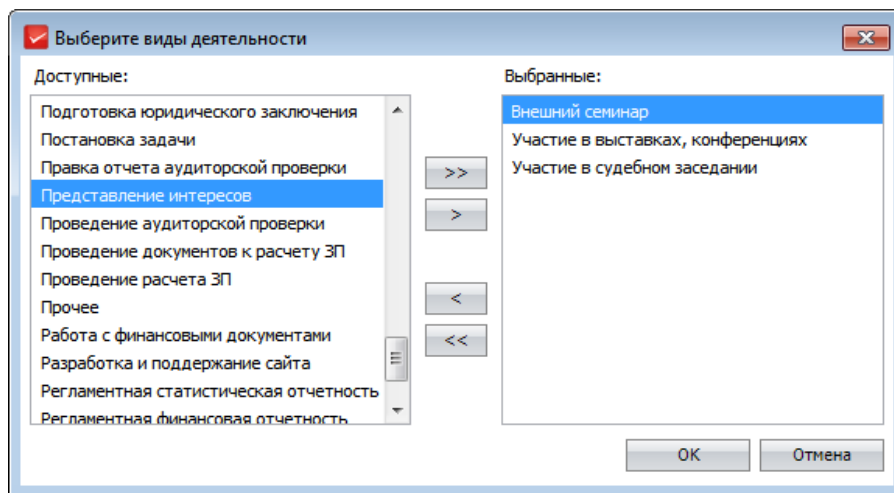 Выберите виды деятельности
Доступные:
Подготовка юридического заключения
Постановка задачи
Правка отчета аудиторской проверки
Представление интересов
Проведение аудиторской проверки
Проведение документов к расчету ЗП
Проведение расчета ЗП
Прочее
Работа с финансовыми документами
Разработка и поддержание сайта
Регламентная статистическая отчетность
Регламентная финансовая отчетность
>>
>
<
<<
Выбранные:
Внешний семинар
Участие в выставках, конференциях
Участие в судебном заседании
OK
Отмена